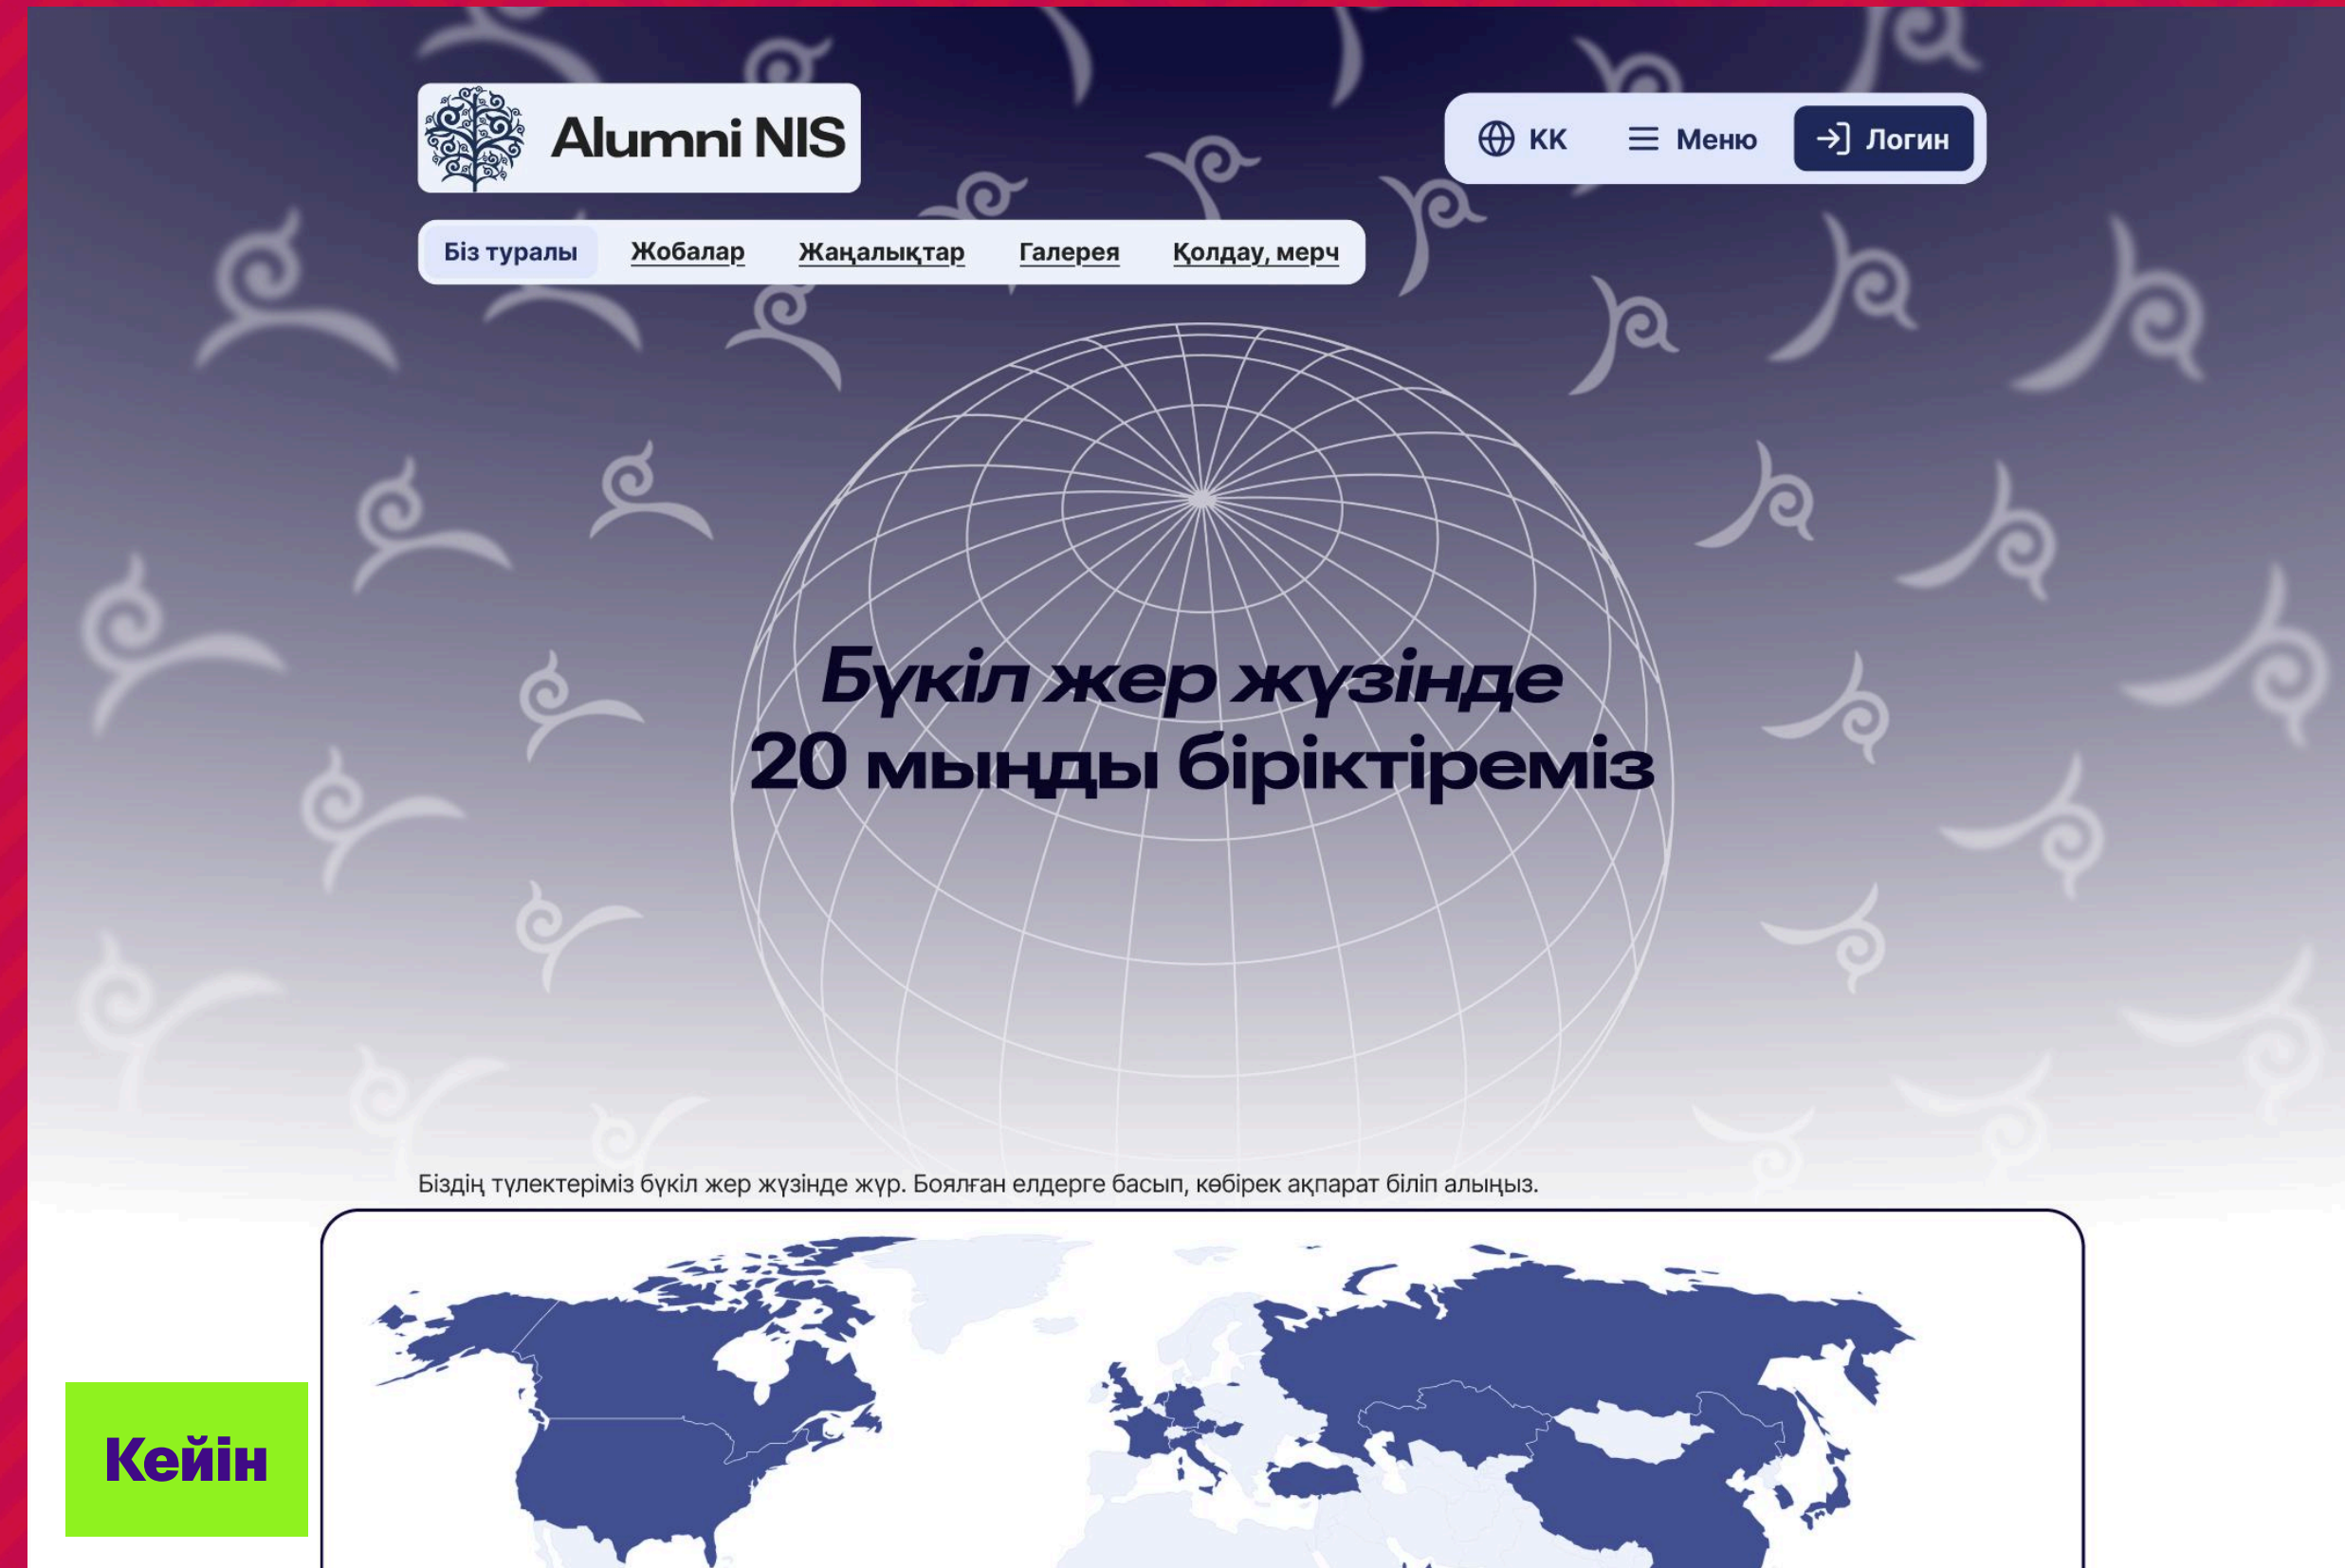 Alumni NIS
KK Меню Логин
Біз туралы Жобалар Жаңалықтар Галерея Қолдау, мерч
Бүкіл жер жүзінде
20 мыңды біріктіреміз
Біздің түлектеріміз бүкіл жер жүзінде жүр. Боялған елдерге басып, көбірек ақпарат біліп алыңыз.
Кейін